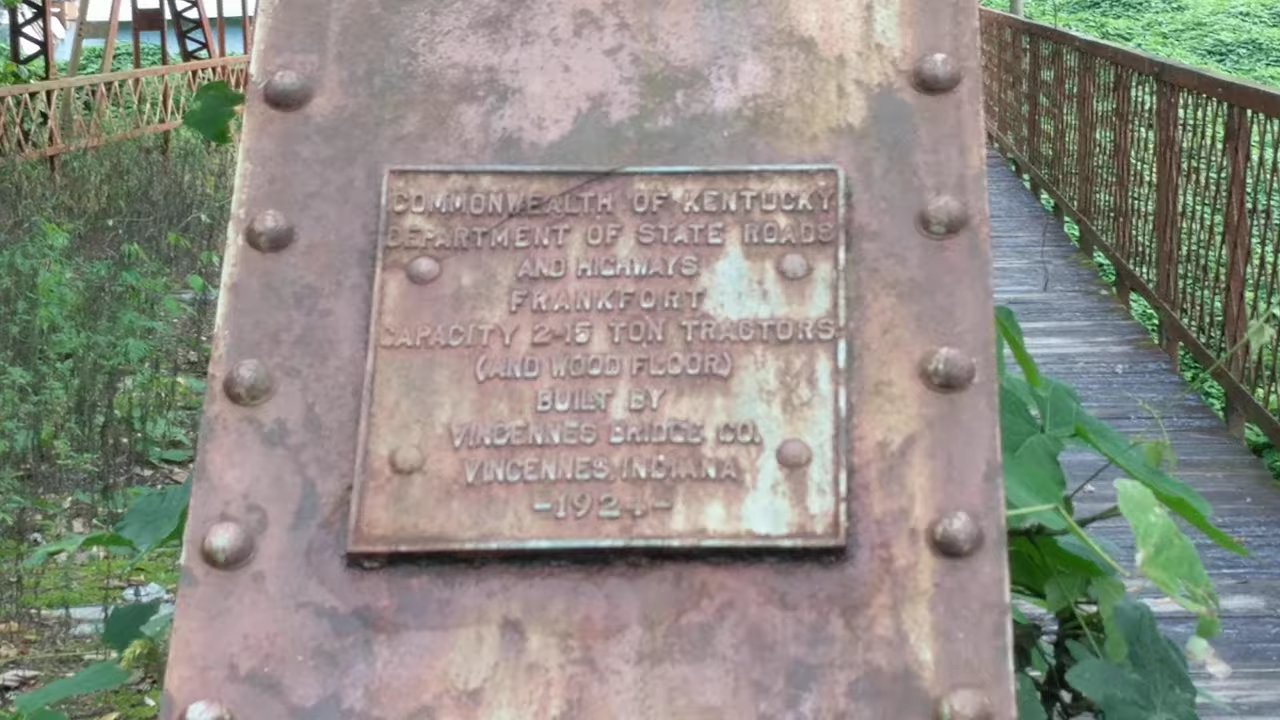 COMMONWEALTH OF KENTUCKY
DEPARTMENT OF STATE ROADS
AND HIGHWAYS
FRANKFORT
CAPACITY 2-15 TON TRACTORS
(AND WOOD FLOOR)
BUILT BY
VINCENNES BRIDGE CO.
VINCENNES, INDIANA
-1924-